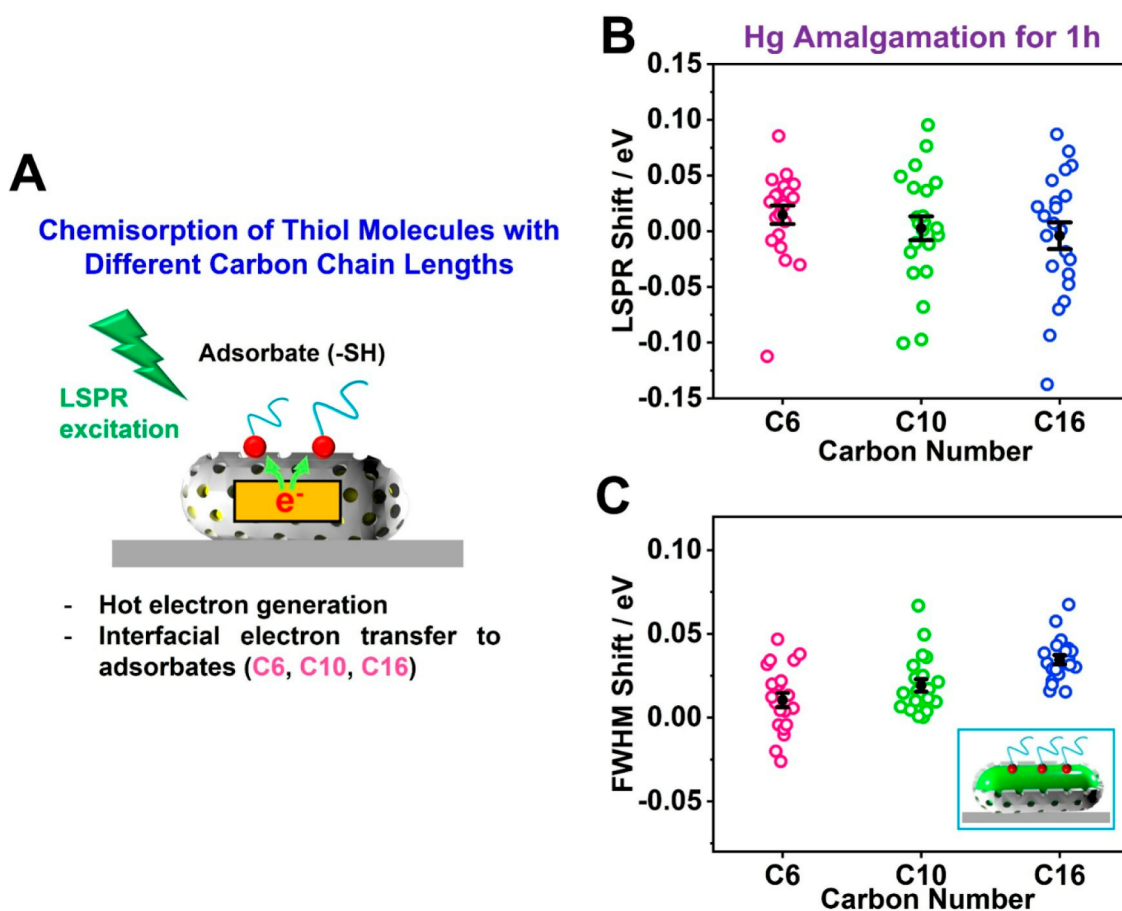 A
Chemisorption of Thiol Molecules with
Different Carbon Chain Lengths
Adsorbate (-SH)
LSPR
excitation
e-
- Hot electron generation
- Interfacial electron transfer to
adsorbates (C6, C10, C16)
B
Hg Amalgamation for 1h
LSPR Shift / eV
0.15
0.10
0.05
0.00
-0.05
-0.10
-0.15
C6 C10 C16
Carbon Number
C
FWHM Shift / eV
0.10
0.05
0.00
-0.05
C6 C10 C16
Carbon Number